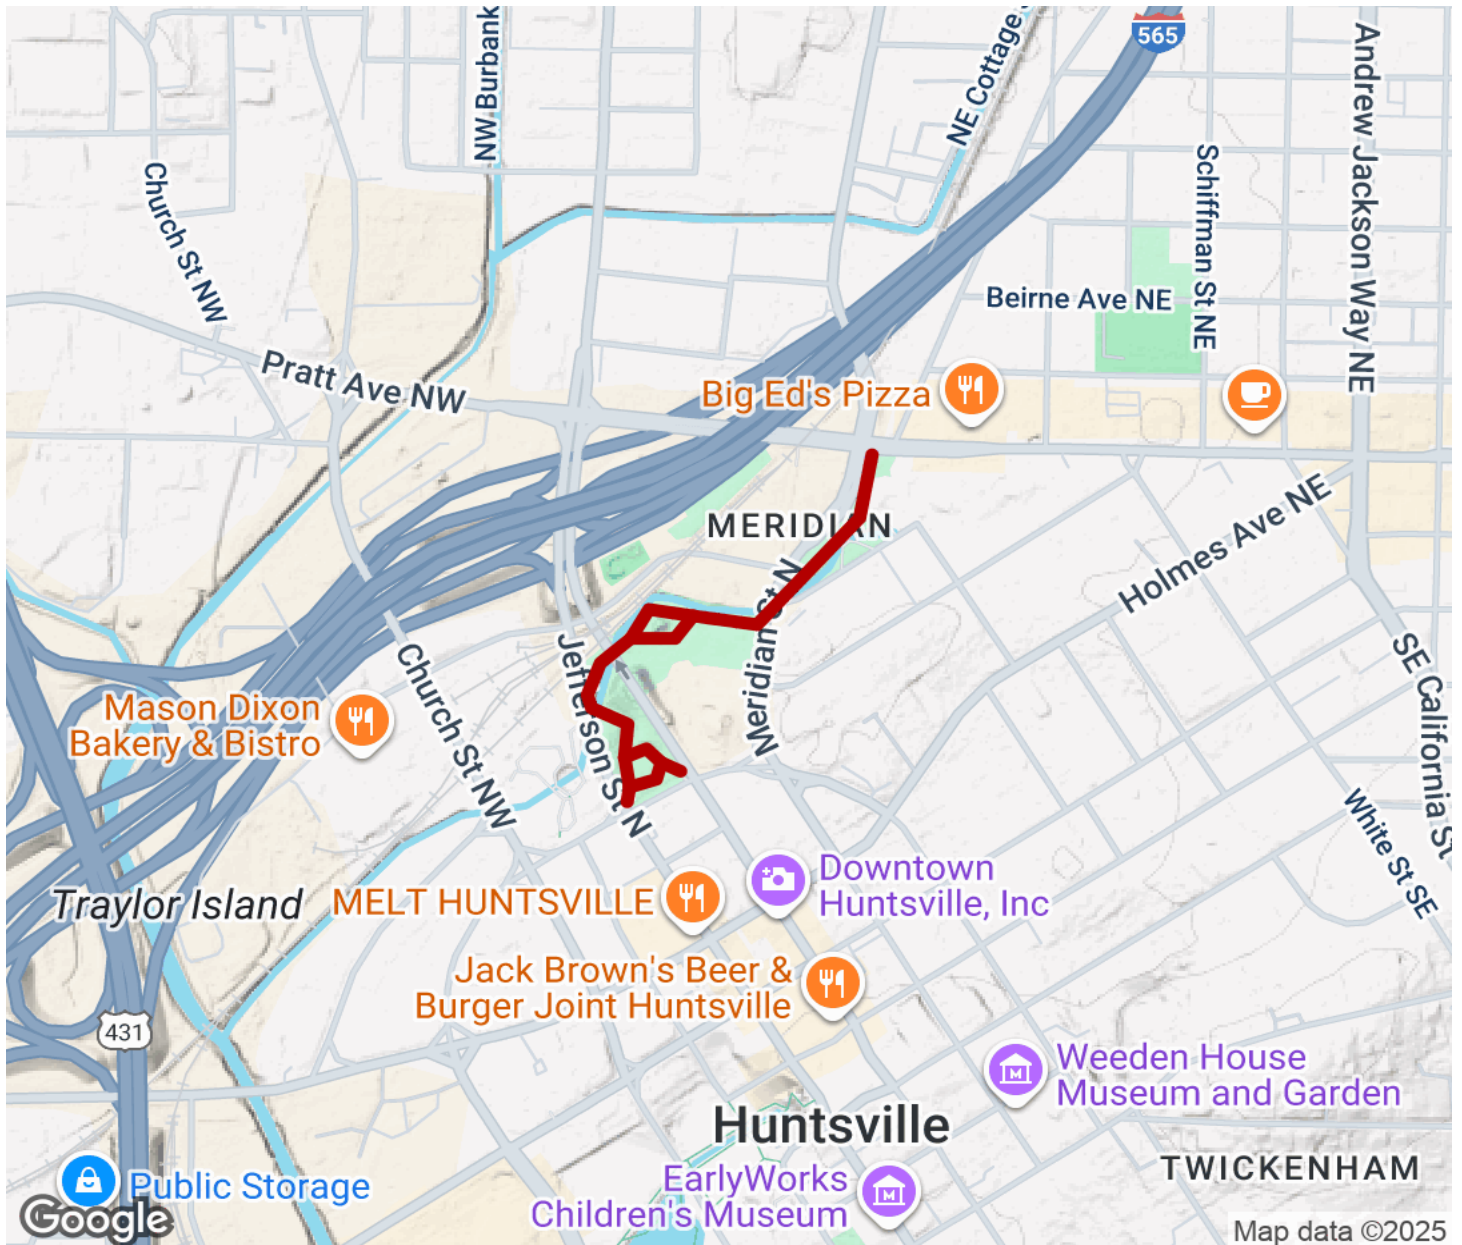 565
NW Burbank
NE Cottage
Andrew Jackson Way NE
Church St NW
Schiffman St NE
Beirne Ave NE
Pratt Ave NW
Big Ed's Pizza
MERIDIAN
Holmes Ave NE
Meridian St N
Jefferson St N
Church St NW
Meridian
SE California St
Mason Dixon
Bakery & Bistro
White St SE
Traylor Island
MELT HUNTSVILLE
Downtown
Huntsville, Inc
Jack Brown's Beer &
Burger Joint Huntsville
431
Weeden House
Museum and Garden
Huntsville
TWICKENHAM
EarlyWorks
Children's Museum
Public Storage
Google
Map data ©2025